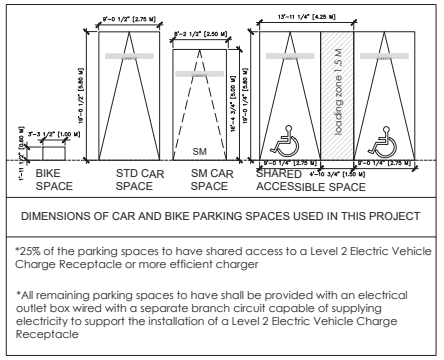 9'-0 1/2" [2.75 M]
8'-2 1/2" [2.50 M]
13'-11 1/4" [4.25 M]
3'-3 1/2" [1.00 M]
1'-11 1/2" [0.60 M]
19'-0 1/2" [5.80 M]
16'-4 3/4" [5.00 M]
19'-0 1/4" [5.80 M]
loading zone 1.5 M
SM
9'-0 1/4" [2.75 M]
4'-10 3/4" [1.50 M]
9'-0 1/4" [2.75 M]
BIKE
SPACE
STD CAR
SPACE
SM CAR
SPACE
SHARED
ACCESSIBLE SPACE
DIMENSIONS OF CAR AND BIKE PARKING SPACES USED IN THIS PROJECT
*25% of the parking spaces to have shared access to a Level 2 Electric Vehicle
Charge Receptacle or more efficient charger
*All remaining parking spaces to have shall be provided with an electrical
outlet box wired with a separate branch circuit capable of supplying
electricity to support the installation of a Level 2 Electric Vehicle Charge
Receptacle